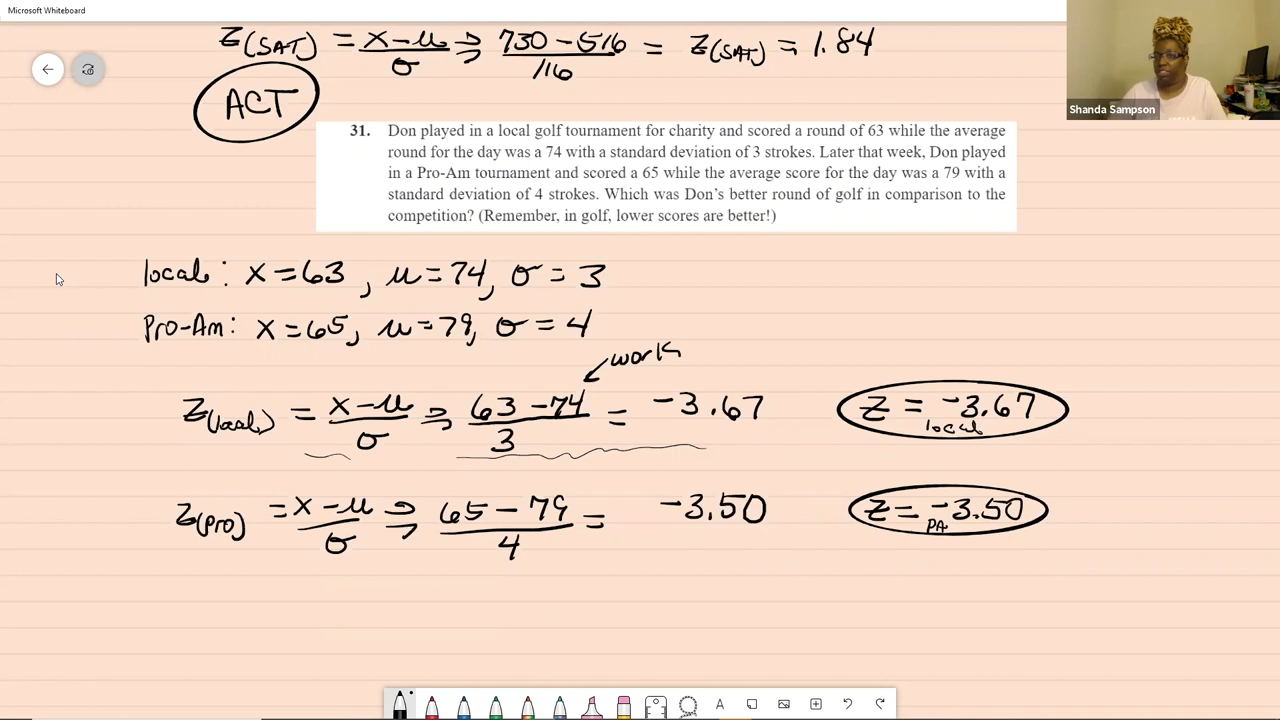 Microsoft Whiteboard
Z(SAT) = x-μ/σ ⇒ 730-516/116 = Z(SAT) = 1.84
ACT
Shanda Sampson
31. Don played in a local golf tournament for charity and scored a round of 63 while the average
round for the day was a 74 with a standard deviation of 3 strokes. Later that week, Don played
in a Pro-Am tournament and scored a 65 while the average score for the day was a 79 with a
standard deviation of 4 strokes. Which was Don's better round of golf in comparison to the
competition? (Remember, in golf, lower scores are better!)
local: x=63, μ=74, σ=3
Pro-Am: x=65, μ=79, σ=4
work
Z(local) = x-μ/σ ⇒ 63-74/3 = -3.67 Z local = -3.67
Z(pro) = x-μ/σ ⇒ 65-79/4 = -3.50 Z PA = -3.50
A